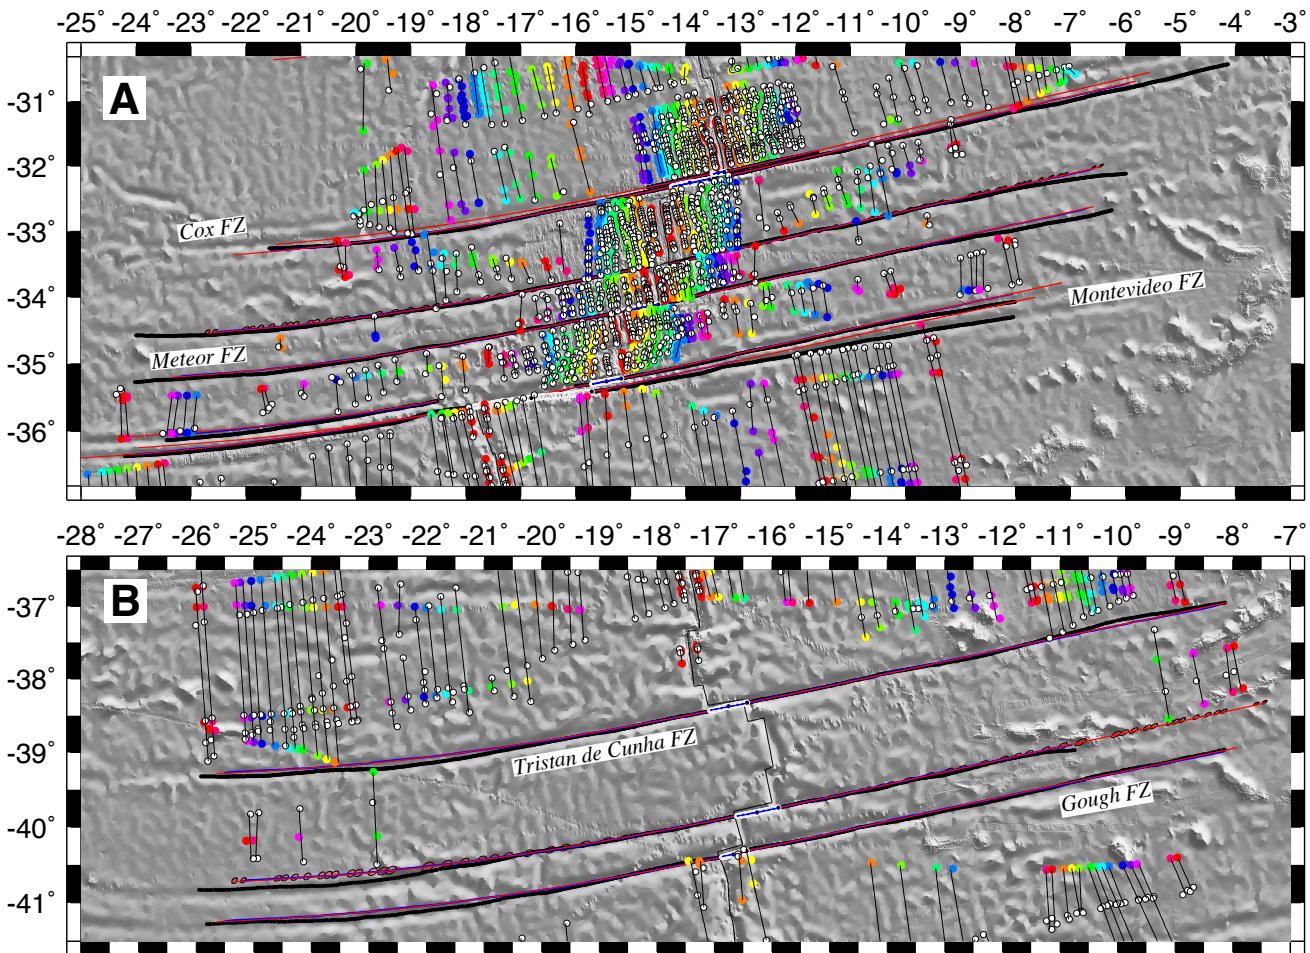 -25° -24° -23° -22° -21° -20° -19° -18° -17° -16° -15° -14° -13° -12° -11° -10° -9° -8° -7° -6° -5° -4° -3°
A
-31°
-32°
Cox FZ
-33°
-34°
Montevideo FZ
Meteor FZ
-35°
-36°
-28° -27° -26° -25° -24° -23° -22° -21° -20° -19° -18° -17° -16° -15° -14° -13° -12° -11° -10° -9° -8° -7°
B
-37°
-38°
-39°
Tristan de Cunha FZ
Gough FZ
-40°
-41°